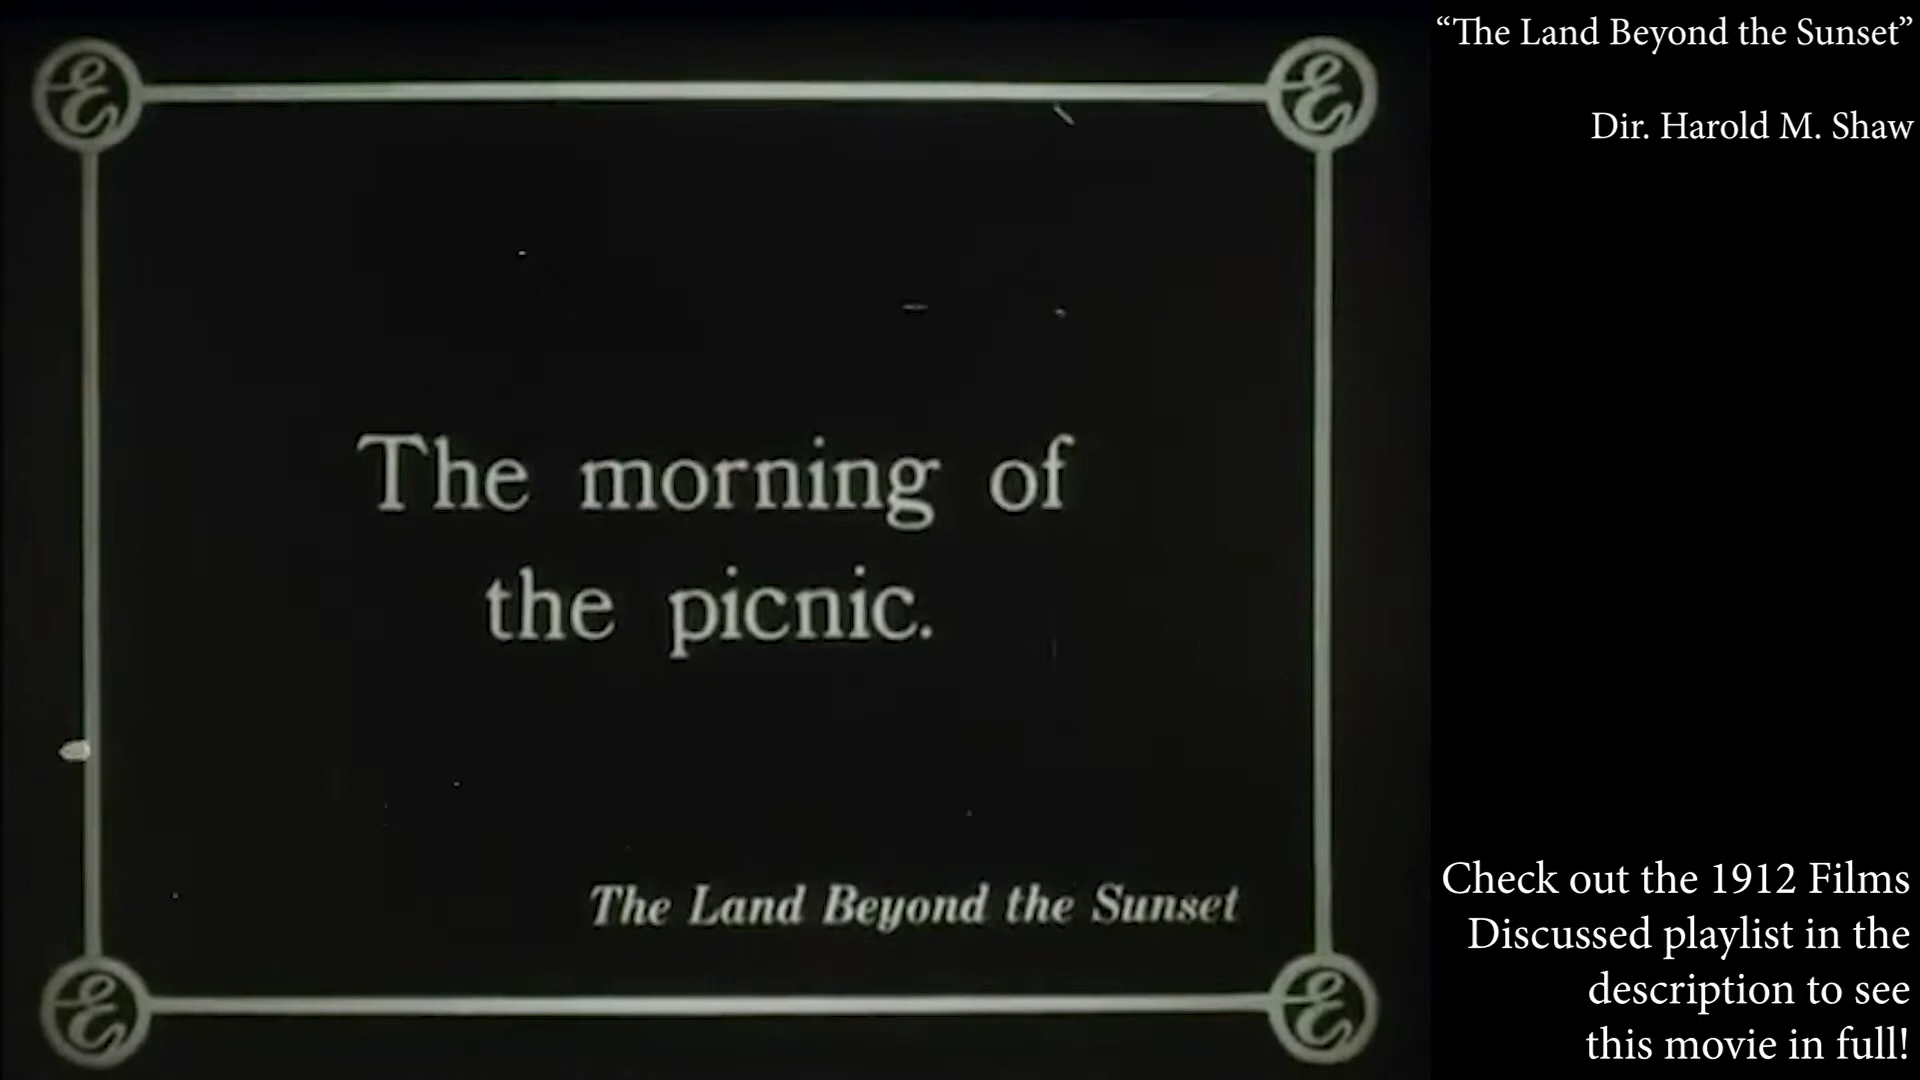 “The Land Beyond the Sunset”
Dir. Harold M. Shaw
E E
The morning of
the picnic.
The Land Beyond the Sunset
E E
Check out the 1912 Films
Discussed playlist in the
description to see
this movie in full!